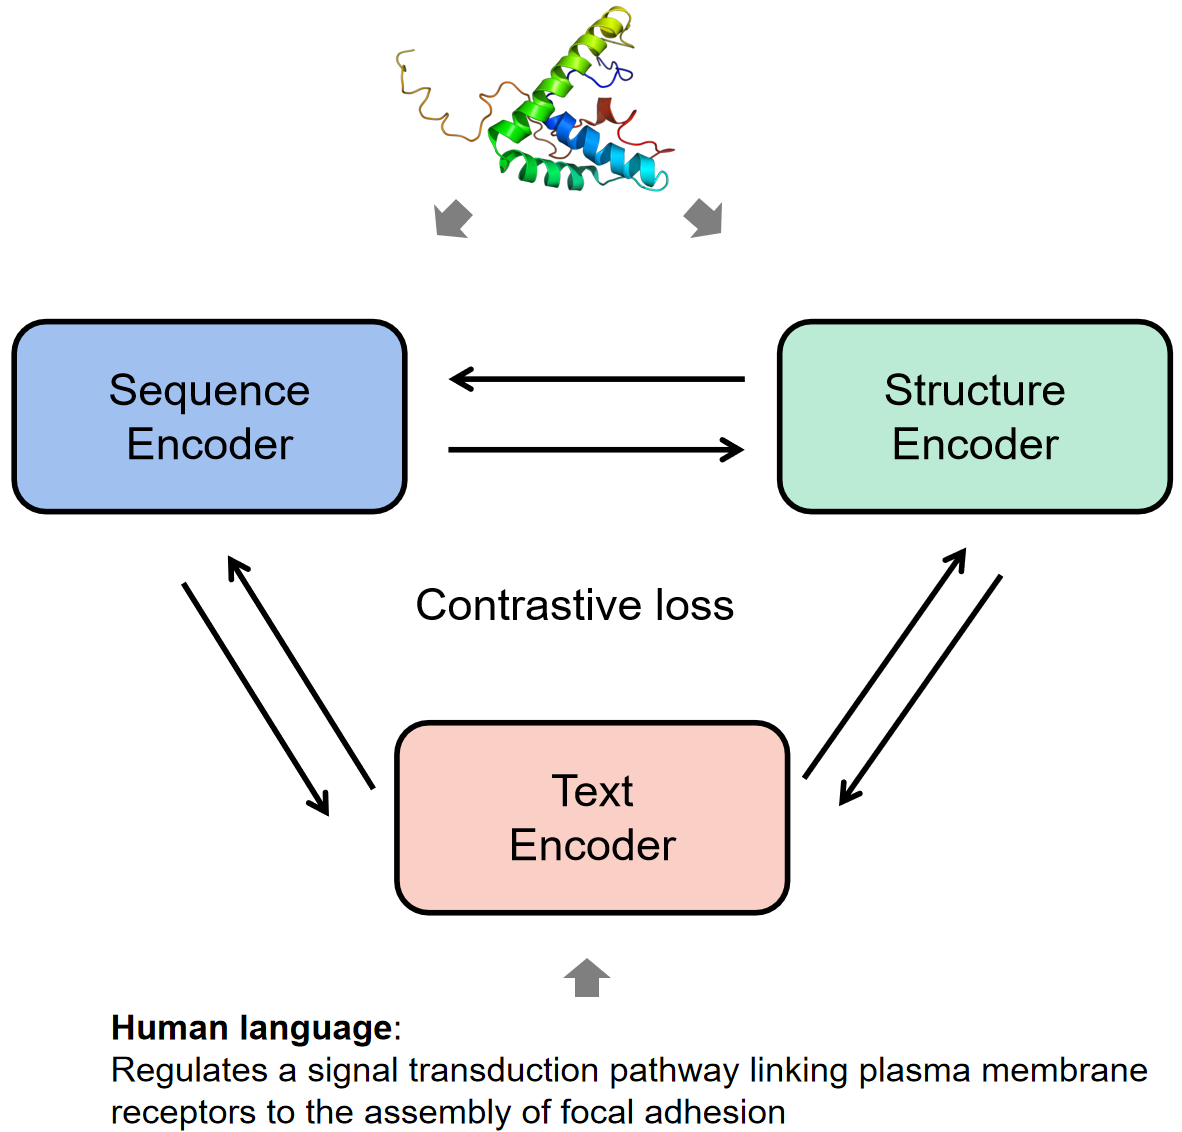 Sequence
Encoder
Structure
Encoder
Contrastive loss
Text
Encoder
Human language:
Regulates a signal transduction pathway linking plasma membrane
receptors to the assembly of focal adhesion